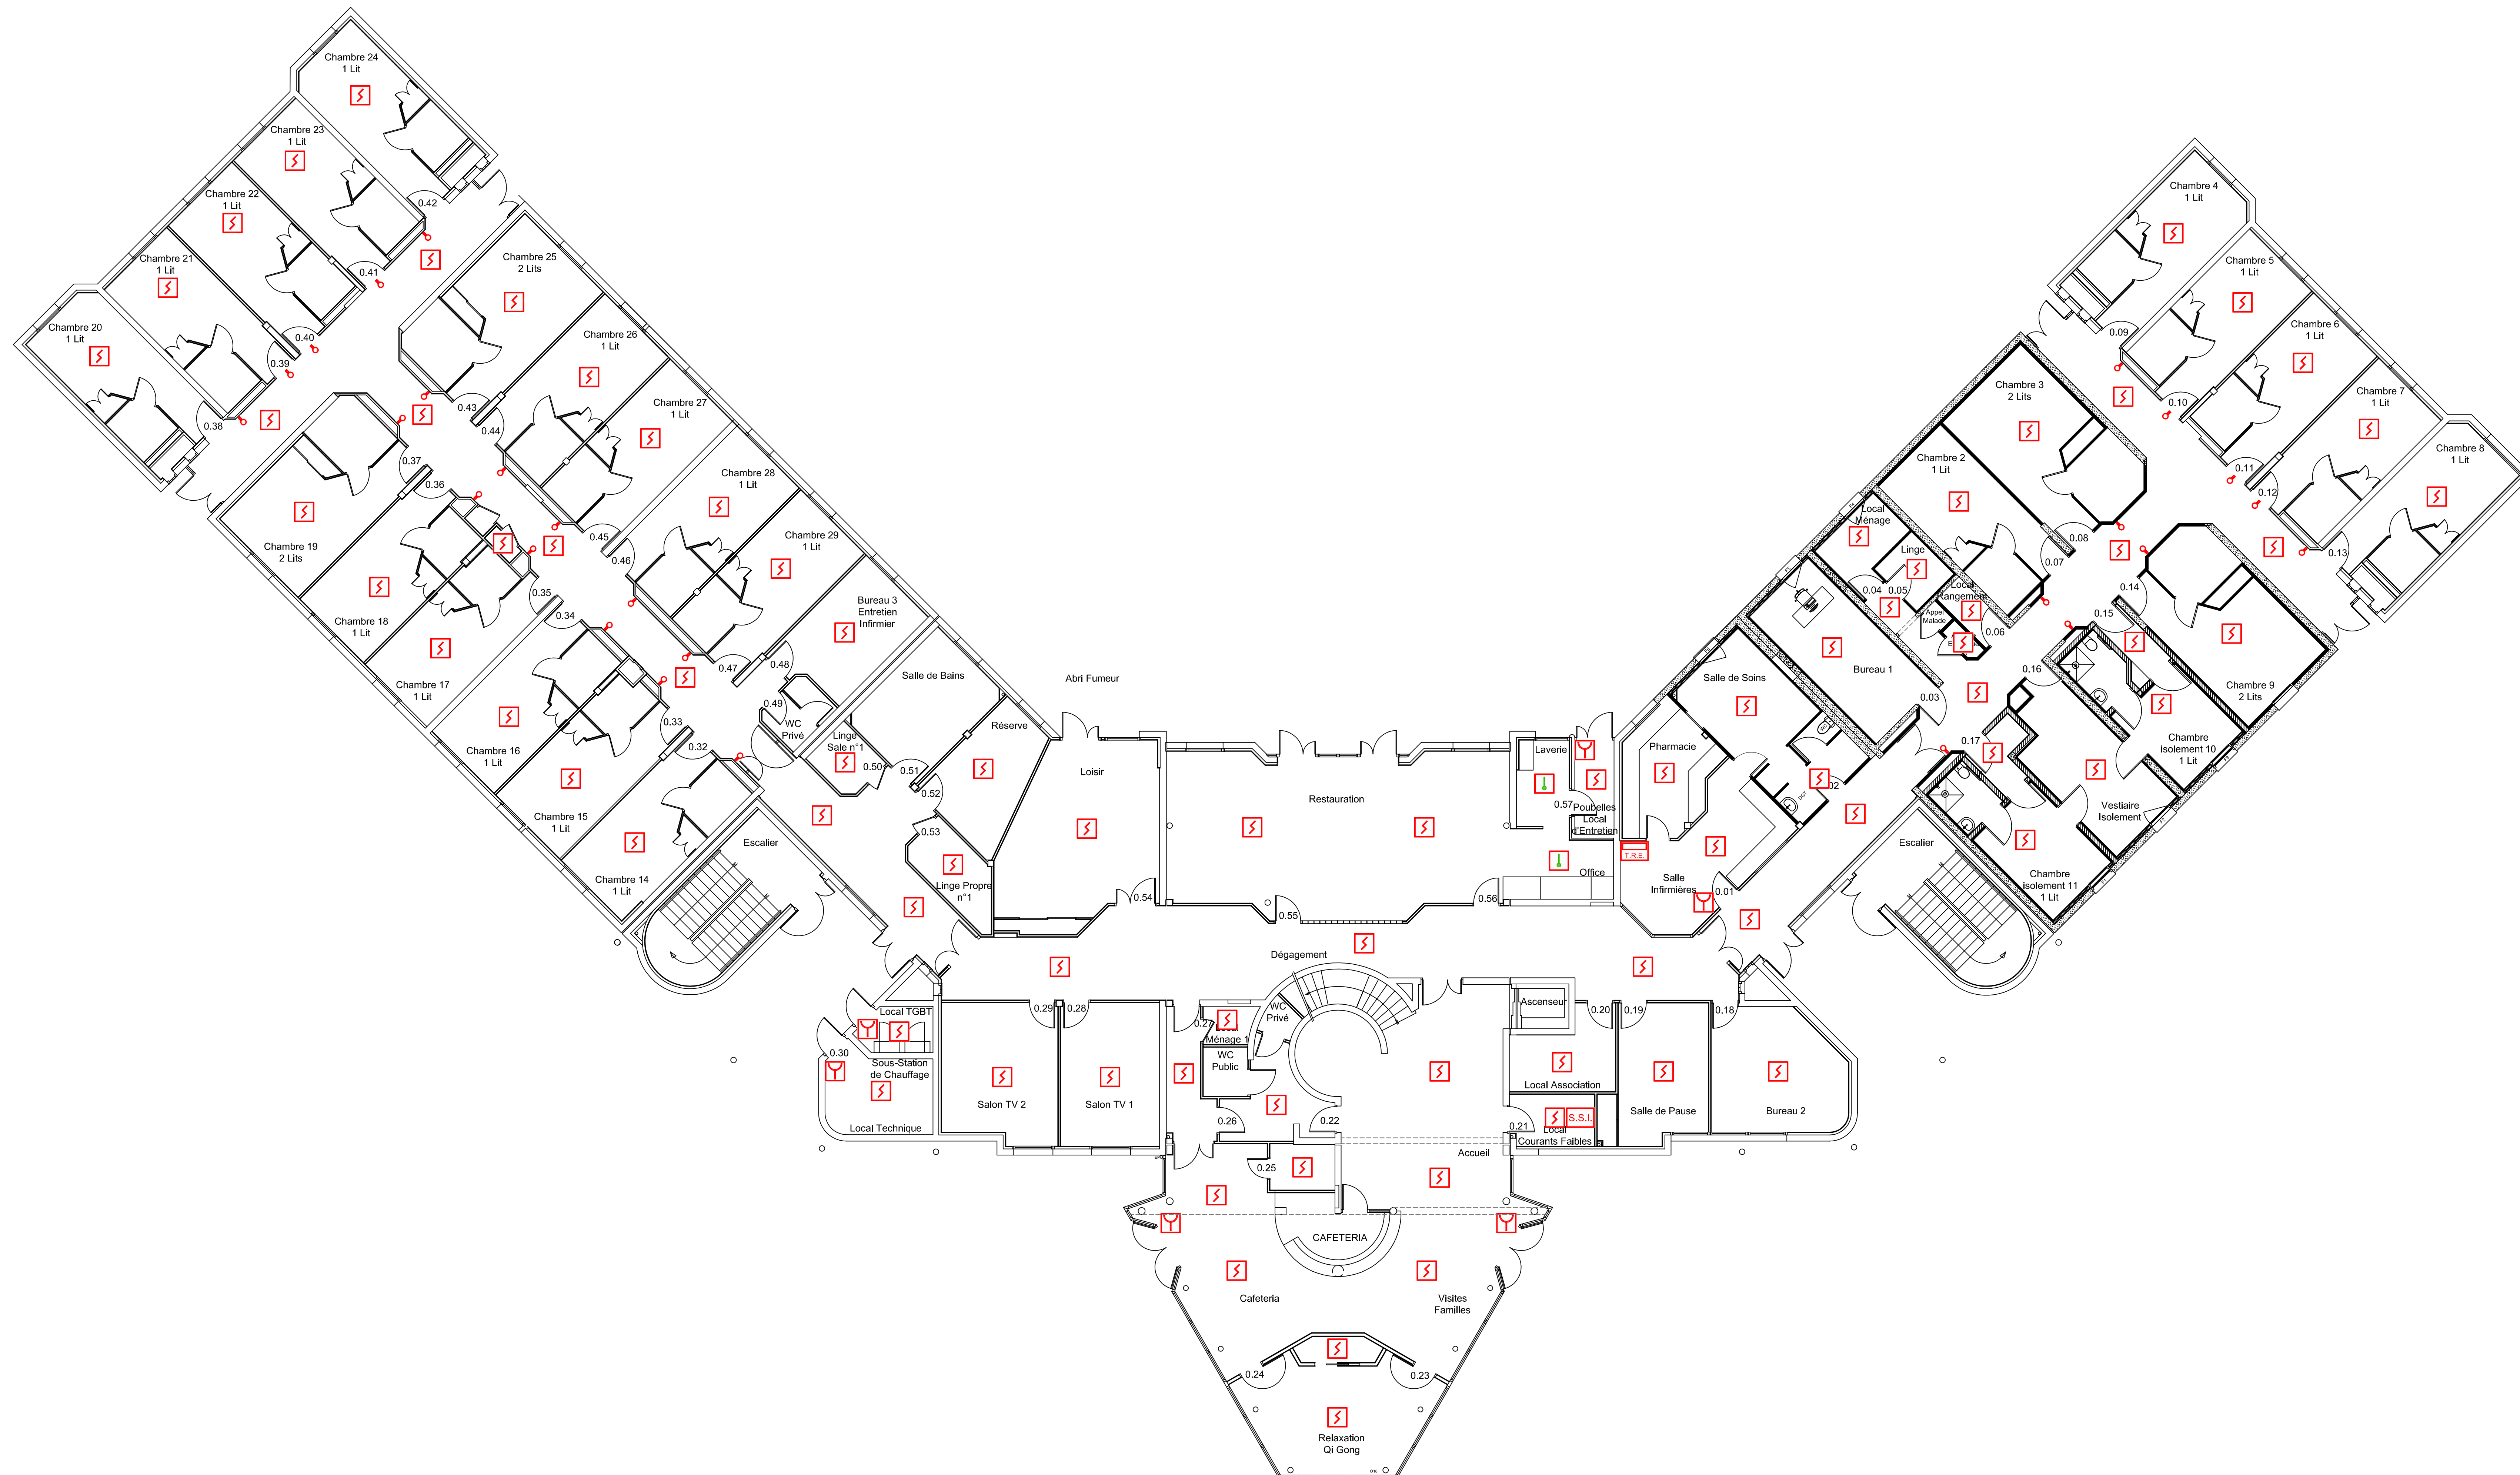 Chambre 24
1 Lit
Chambre 23
1 Lit
Chambre 22
1 Lit
Chambre 21
1 Lit
Chambre 20
1 Lit
0.42
0.41
0.40
0.39
0.38
Chambre 25
2 Lits
Chambre 26
1 Lit
Chambre 27
1 Lit
Chambre 28
1 Lit
Chambre 29
1 Lit
Bureau 3
Entretien
Infirmier
0.43
0.44
0.45
0.46
0.47
0.48
0.49
0.37
0.36
0.35
0.34
0.33
0.32
Chambre 19
2 Lits
Chambre 18
1 Lit
Chambre 17
1 Lit
Chambre 16
1 Lit
Chambre 15
1 Lit
Chambre 14
1 Lit
WC
Privé
Linge
Sale n°1
0.50
0.51
0.52
0.53
Salle de Bains
Réserve
Abri Fumeur
Loisir
Linge Propre
n°1
Escalier
0.54
Restauration
0.55
0.56
0.57
Laverie
Poubelles
Local
d'Entretien
Office
Pharmacie
Salle de Soins
T.R.E.
Salle
Infirmières
0.01
02
0.03
WC
DGT
Bureau 1
Local
Ménage
Linge
0.04
0.05
Local
Rangement
Appel
Malade
0.06
0.07
0.08
Chambre 2
1 Lit
Chambre 3
2 Lits
Chambre 4
1 Lit
Chambre 5
1 Lit
Chambre 6
1 Lit
Chambre 7
1 Lit
Chambre 8
1 Lit
0.09
0.10
0.11
0.12
0.13
0.14
0.15
0.16
0.17
Chambre 9
2 Lits
Chambre
isolement 10
1 Lit
Vestiaire
Isolement
Chambre
isolement 11
1 Lit
Escalier
Dégagement
Local TGBT
0.30
Sous-Station
de Chauffage
Local Technique
0.29
0.28
Salon TV 2
Salon TV 1
0.27
Ménage 1
WC
Privé
WC
Public
0.26
0.22
0.25
Ascenseur
0.20
0.19
0.18
Local Association
Salle de Pause
Bureau 2
0.21
S.S.I.
Local
Courants Faibles
Accueil
CAFETERIA
Cafeteria
Visites
Familles
0.24
0.23
Relaxation
Qi Gong